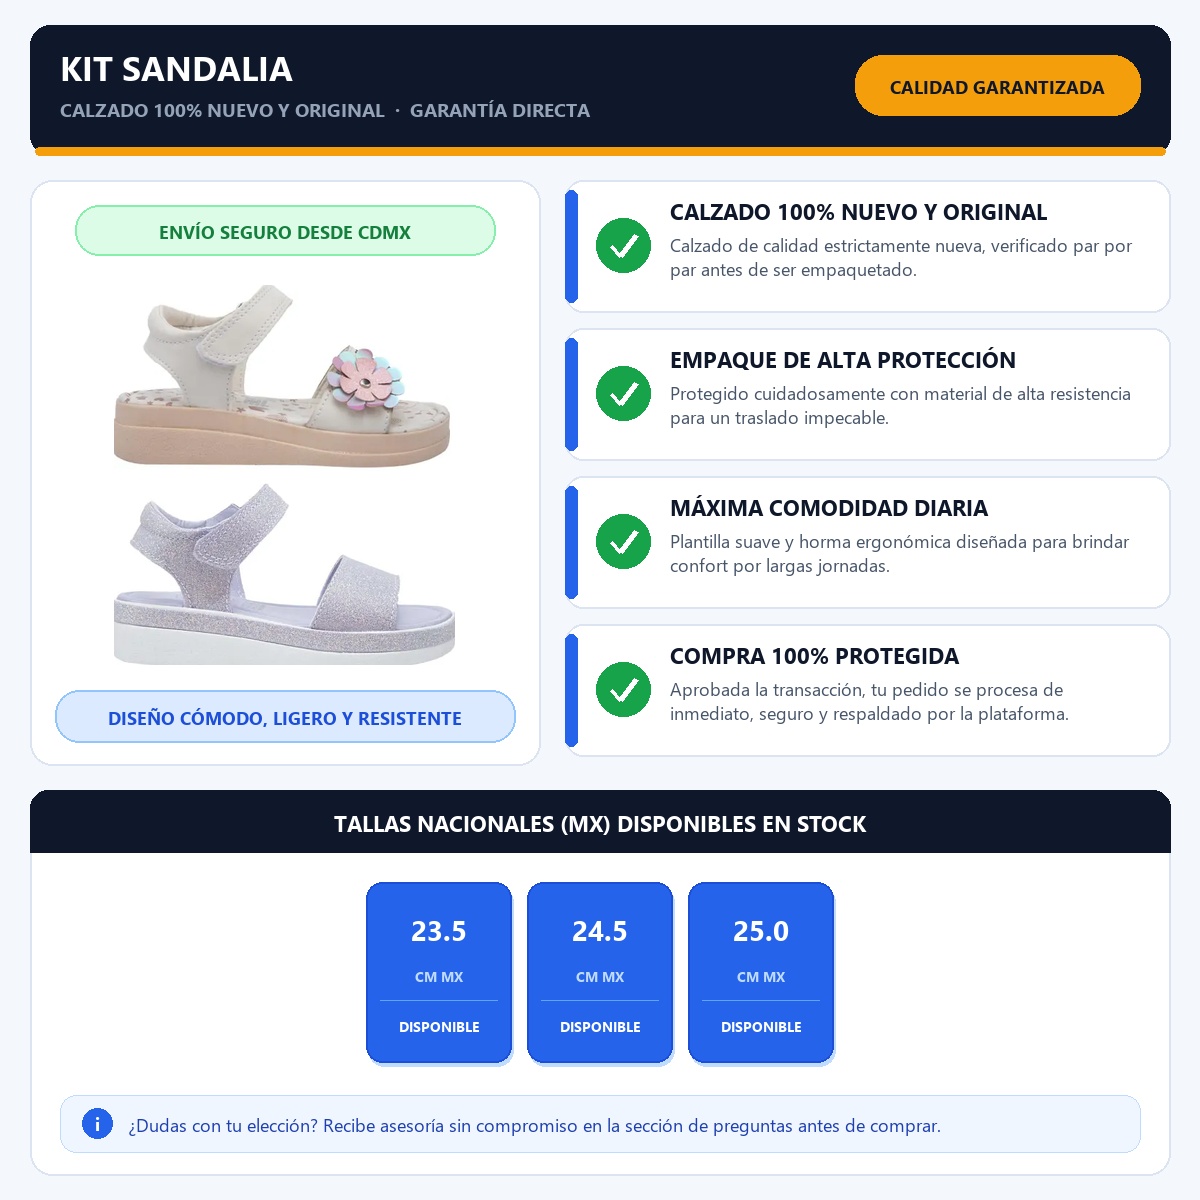 KIT SANDALIA
CALZADO 100% NUEVO Y ORIGINAL · GARANTÍA DIRECTA
CALIDAD GARANTIZADA
ENVÍO SEGURO DESDE CDMX
DISEÑO CÓMODO, LIGERO Y RESISTENTE
CALZADO 100% NUEVO Y ORIGINAL
Calzado de calidad estrictamente nueva, verificado par por
par antes de ser empaquetado.
EMPAQUE DE ALTA PROTECCIÓN
Protegido cuidadosamente con material de alta resistencia
para un traslado impecable.
MÁXIMA COMODIDAD DIARIA
Plantilla suave y horma ergonómica diseñada para brindar
confort por largas jornadas.
COMPRA 100% PROTEGIDA
Aprobada la transacción, tu pedido se procesa de
inmediato, seguro y respaldado por la plataforma.
TALLAS NACIONALES (MX) DISPONIBLES EN STOCK
23.5
CM MX
DISPONIBLE
24.5
CM MX
DISPONIBLE
25.0
CM MX
DISPONIBLE
¿Dudas con tu elección? Recibe asesoría sin compromiso en la sección de preguntas antes de comprar.